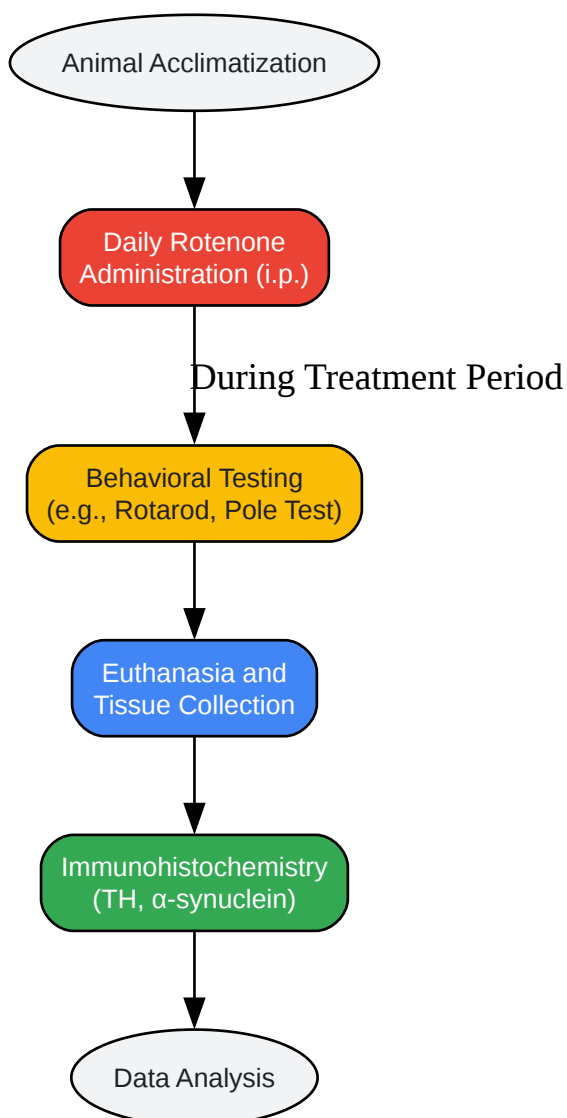 Animal Acclimatization
Daily Rotenone
Administration (i.p.)
During Treatment Period
Behavioral Testing
(e.g., Rotarod, Pole Test)
Euthanasia and
Tissue Collection
Immunohistochemistry
(TH, α-synuclein)
Data Analysis